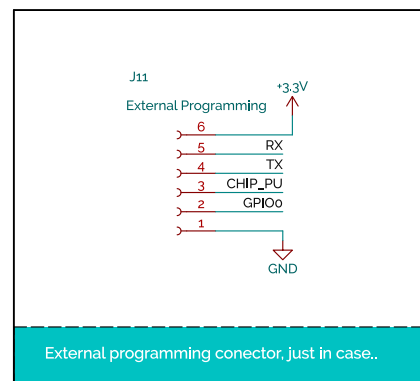 J11
+3.3V
External Programming
6
5 RX
4 TX
3 CHIP_PU
2 GPIO0
1
GND
External programming conector, just in case..